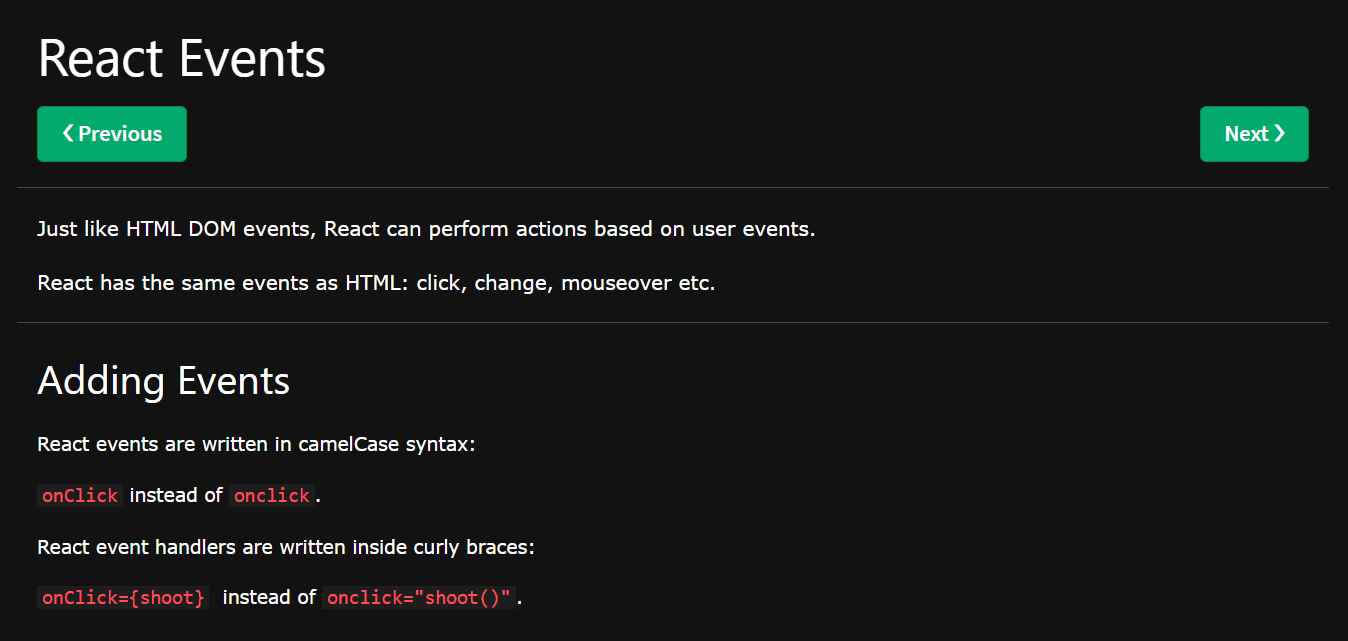 React Events
❮ Previous
Next ❯
Just like HTML DOM events, React can perform actions based on user events.
React has the same events as HTML: click, change, mouseover etc.
Adding Events
React events are written in camelCase syntax:
onClick instead of onclick.
React event handlers are written inside curly braces:
onClick={shoot} instead of onclick="shoot()".